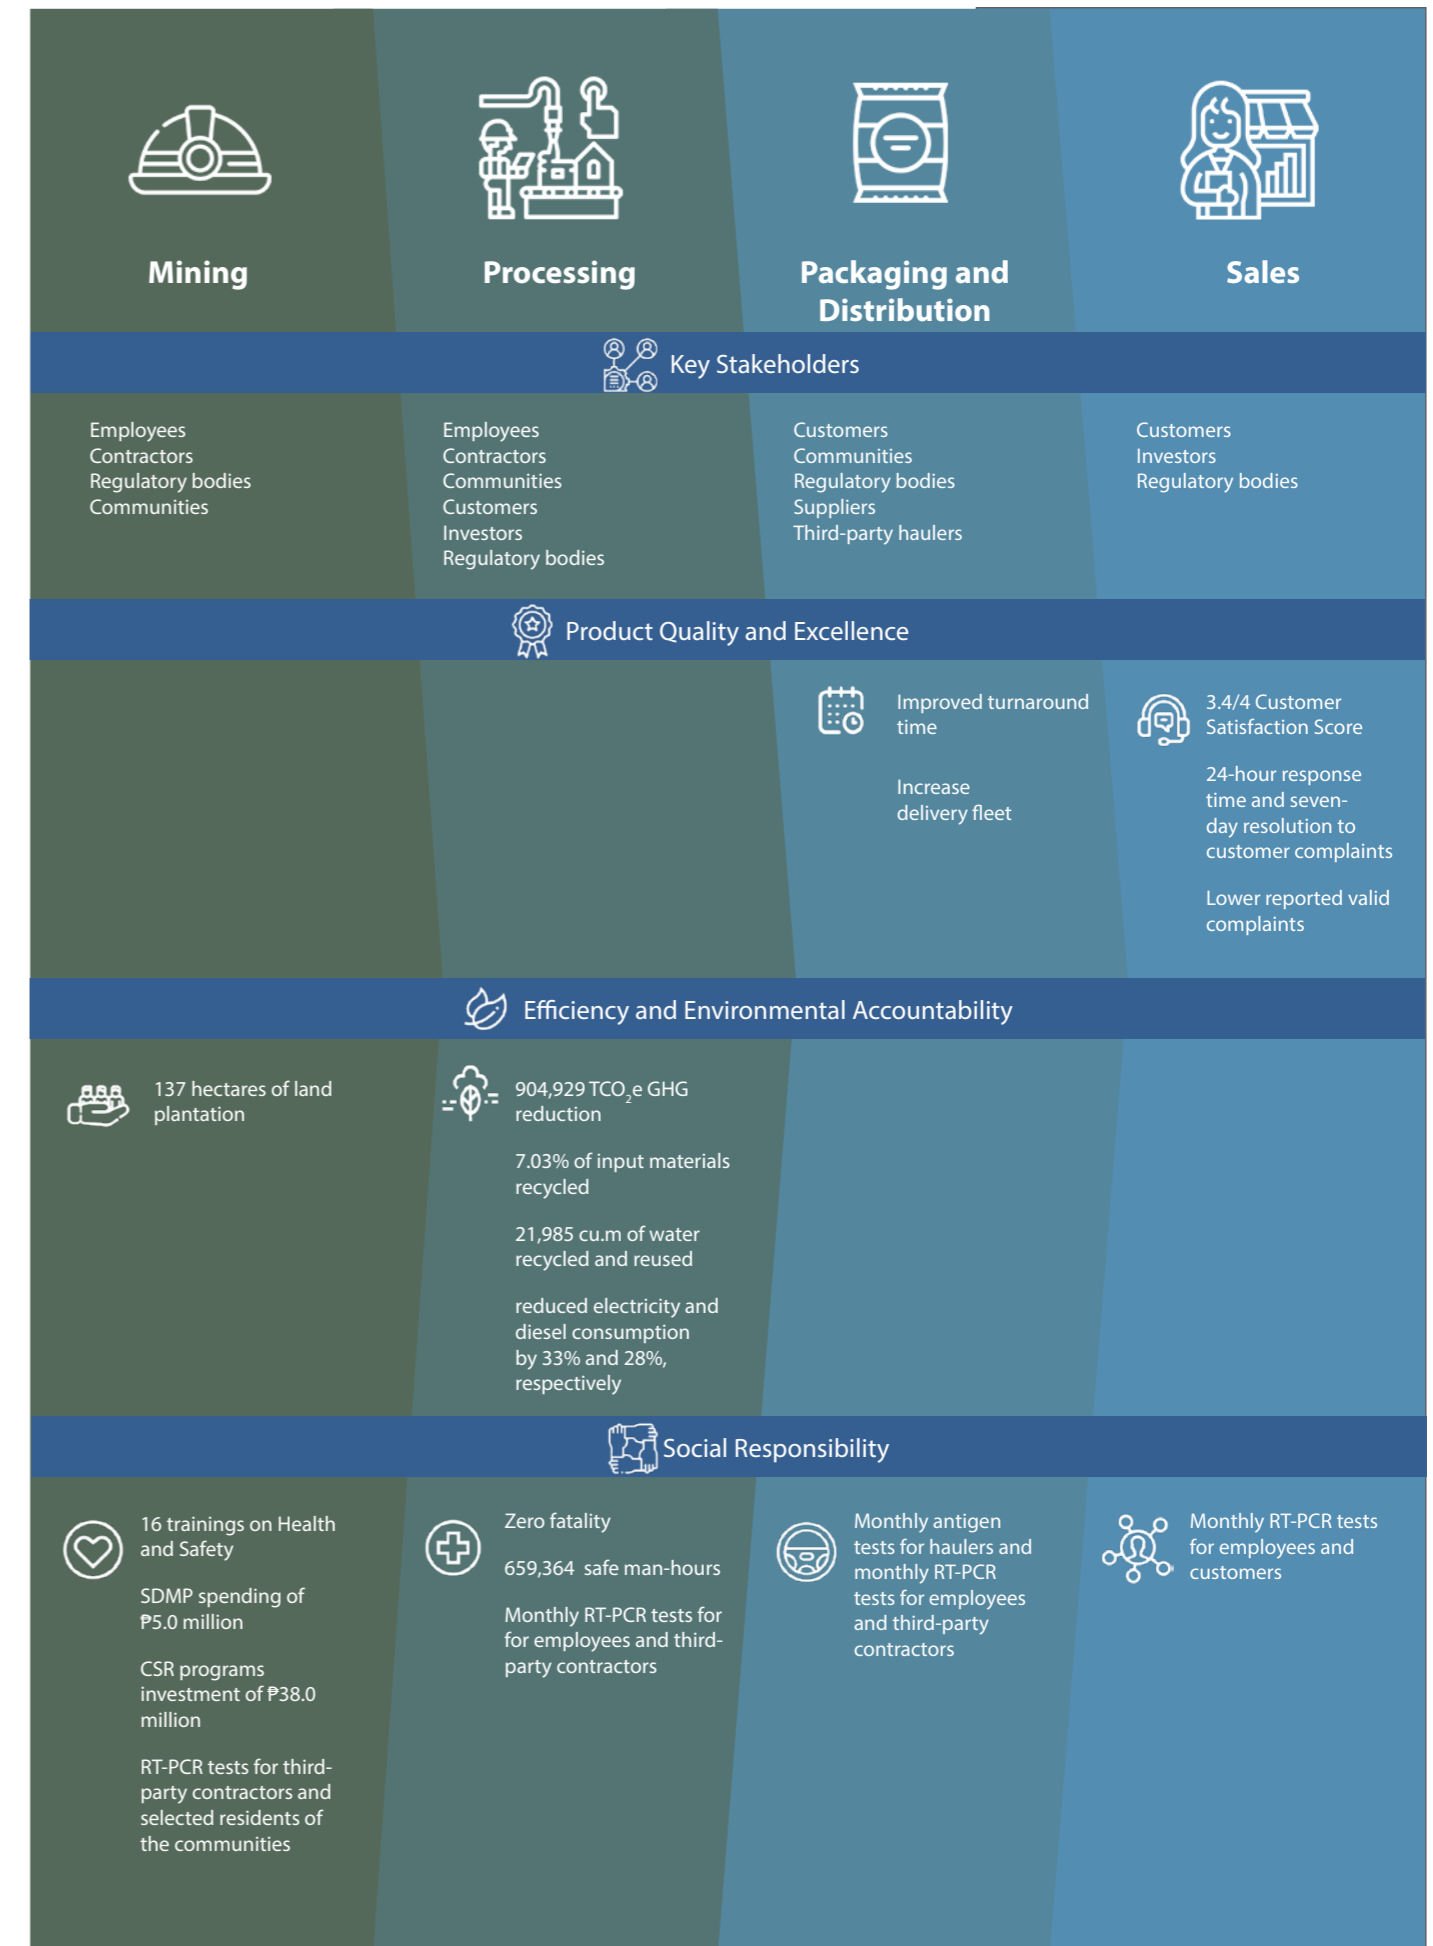 Mining
Processing
Packaging and
Distribution
Sales
Key Stakeholders
Employees
Contractors
Regulatory bodies
Communities
Employees
Contractors
Communities
Customers
Investors
Regulatory bodies
Customers
Communities
Regulatory bodies
Suppliers
Third-party haulers
Customers
Investors
Regulatory bodies
Product Quality and Excellence
Improved turnaround
time
Increase
delivery fleet
3.4/4 Customer
Satisfaction Score
24-hour response
time and seven-
day resolution to
customer complaints
Lower reported valid
complaints
Efficiency and Environmental Accountability
137 hectares of land
plantation
904,929 TCO₂e GHG
reduction
7.03% of input materials
recycled
21,985 cu.m of water
recycled and reused
reduced electricity and
diesel consumption
by 33% and 28%,
respectively
Social Responsibility
16 trainings on Health
and Safety
SDMP spending of
₱5.0 million
CSR programs
investment of ₱38.0
million
RT-PCR tests for third-
party contractors and
selected residents of
the communities
Zero fatality
659,364 safe man-hours
Monthly RT-PCR tests for
for employees and third-
party contractors
Monthly antigen
tests for haulers and
monthly RT-PCR
tests for employees
and third-party
contractors
Monthly RT-PCR tests
for employees and
customers